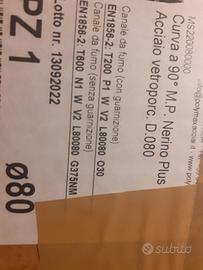 MS220080000
Curva a 90° M.P. Nerino Plus
Acciaio vetroporc. D.080
Canale da fumo (con guarnizione)
EN1856-2: T200 P1 W V2 L80080 O30
Canale da fumo (senza guarnizione)
EN1856-2: T600 N1 W V2 L80080 G375NM
Lotto nr. 13092022
PZ 1
ø80
subito